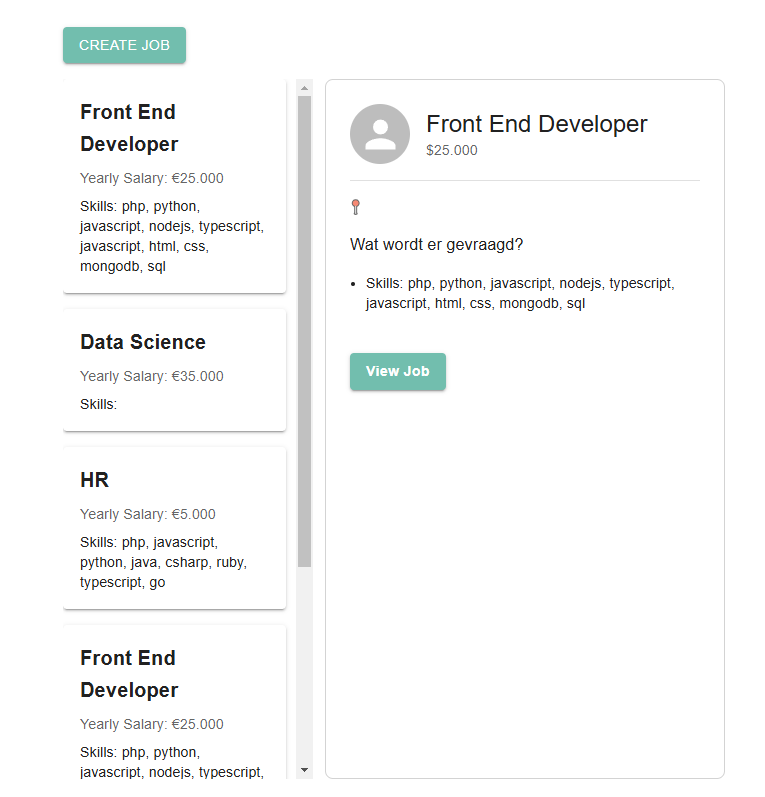 CREATE JOB
Front End
Developer
Yearly Salary: €25.000
Skills: php, python,
javascript, nodejs, typescript,
javascript, html, css,
mongodb, sql
Data Science
Yearly Salary: €35.000
Skills:
HR
Yearly Salary: €5.000
Skills: php, javascript,
python, java, csharp, ruby,
typescript, go
Front End
Developer
Yearly Salary: €25.000
Skills: php, python,
javascript, nodejs, typescript,
Front End Developer
$25.000
Wat wordt er gevraagd?
• Skills: php, python, javascript, nodejs, typescript,
javascript, html, css, mongodb, sql
View Job